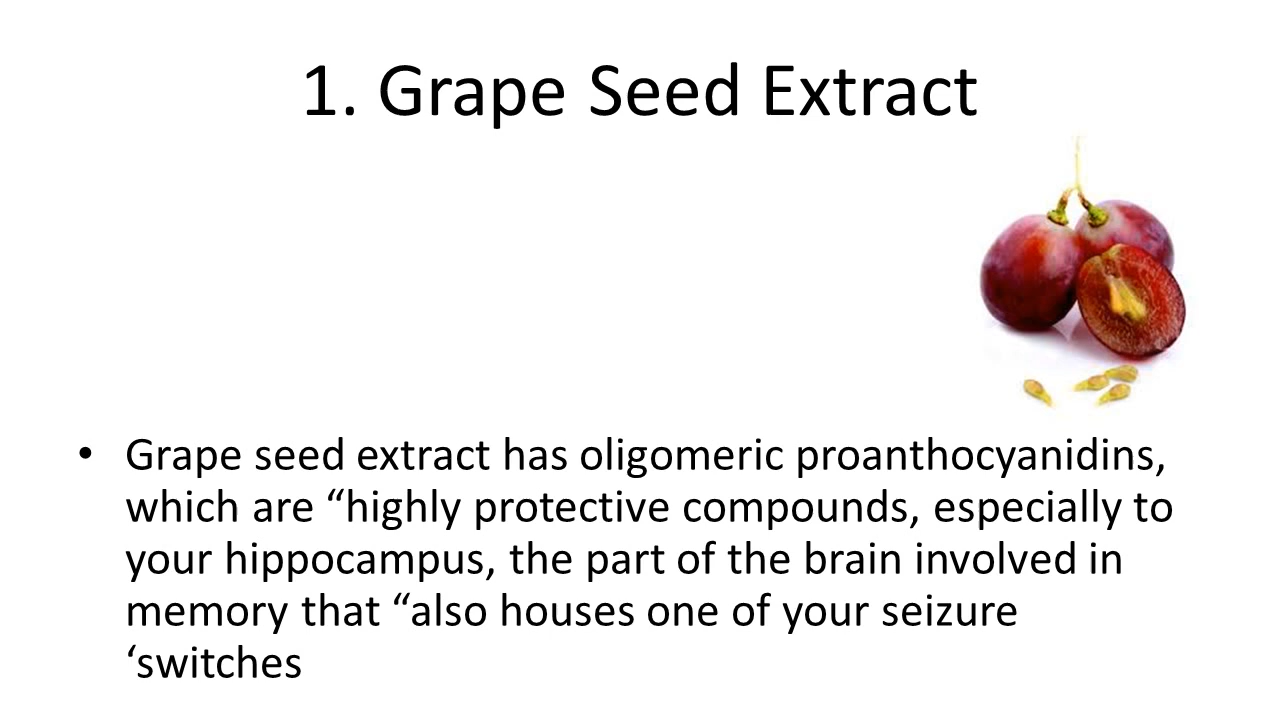 1. Grape Seed Extract
• Grape seed extract has oligomeric proanthocyanidins,
which are “highly protective compounds, especially to
your hippocampus, the part of the brain involved in
memory that “also houses one of your seizure
‘switches